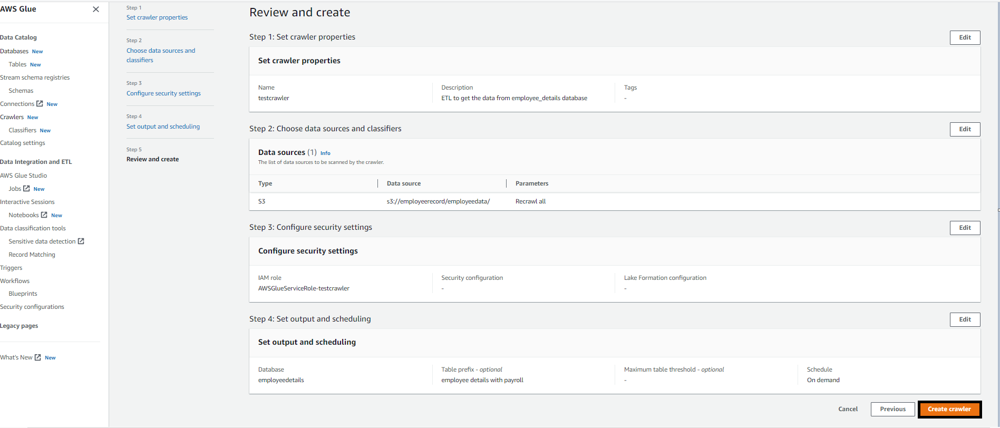 AWS Glue
Data Catalog
Databases New
Tables New
Stream schema registries
Schemas
Connections New
Crawlers New
Classifiers New
Catalog settings
Data Integration and ETL
AWS Glue Studio
Jobs New
Interactive Sessions
Notebooks New
Data classification tools
Sensitive data detection
Record Matching
Triggers
Workflows
Blueprints
Security configurations
Legacy pages
What's New New
Step 1
Set crawler properties
Step 2
Choose data sources and
classifiers
Step 3
Configure security settings
Step 4
Set output and scheduling
Step 5
Review and create
Review and create
Step 1: Set crawler properties
Edit
Set crawler properties
Name Description Tags
testcrawler ETL to get the data from employee_details database -
Step 2: Choose data sources and classifiers
Edit
Data sources (1) Info
The list of data sources to be scanned by the crawler.
Type Data source Parameters
S3 s3://employeerecord/employeedata/ Recrawl all
Step 3: Configure security settings
Edit
Configure security settings
IAM role Security configuration Lake Formation configuration
AWSGlueServiceRole-testcrawler - -
Step 4: Set output and scheduling
Edit
Set output and scheduling
Database Table prefix - optional Maximum table threshold - optional Schedule
employeedetails employee details with payroll - On demand
Cancel Previous Create crawler